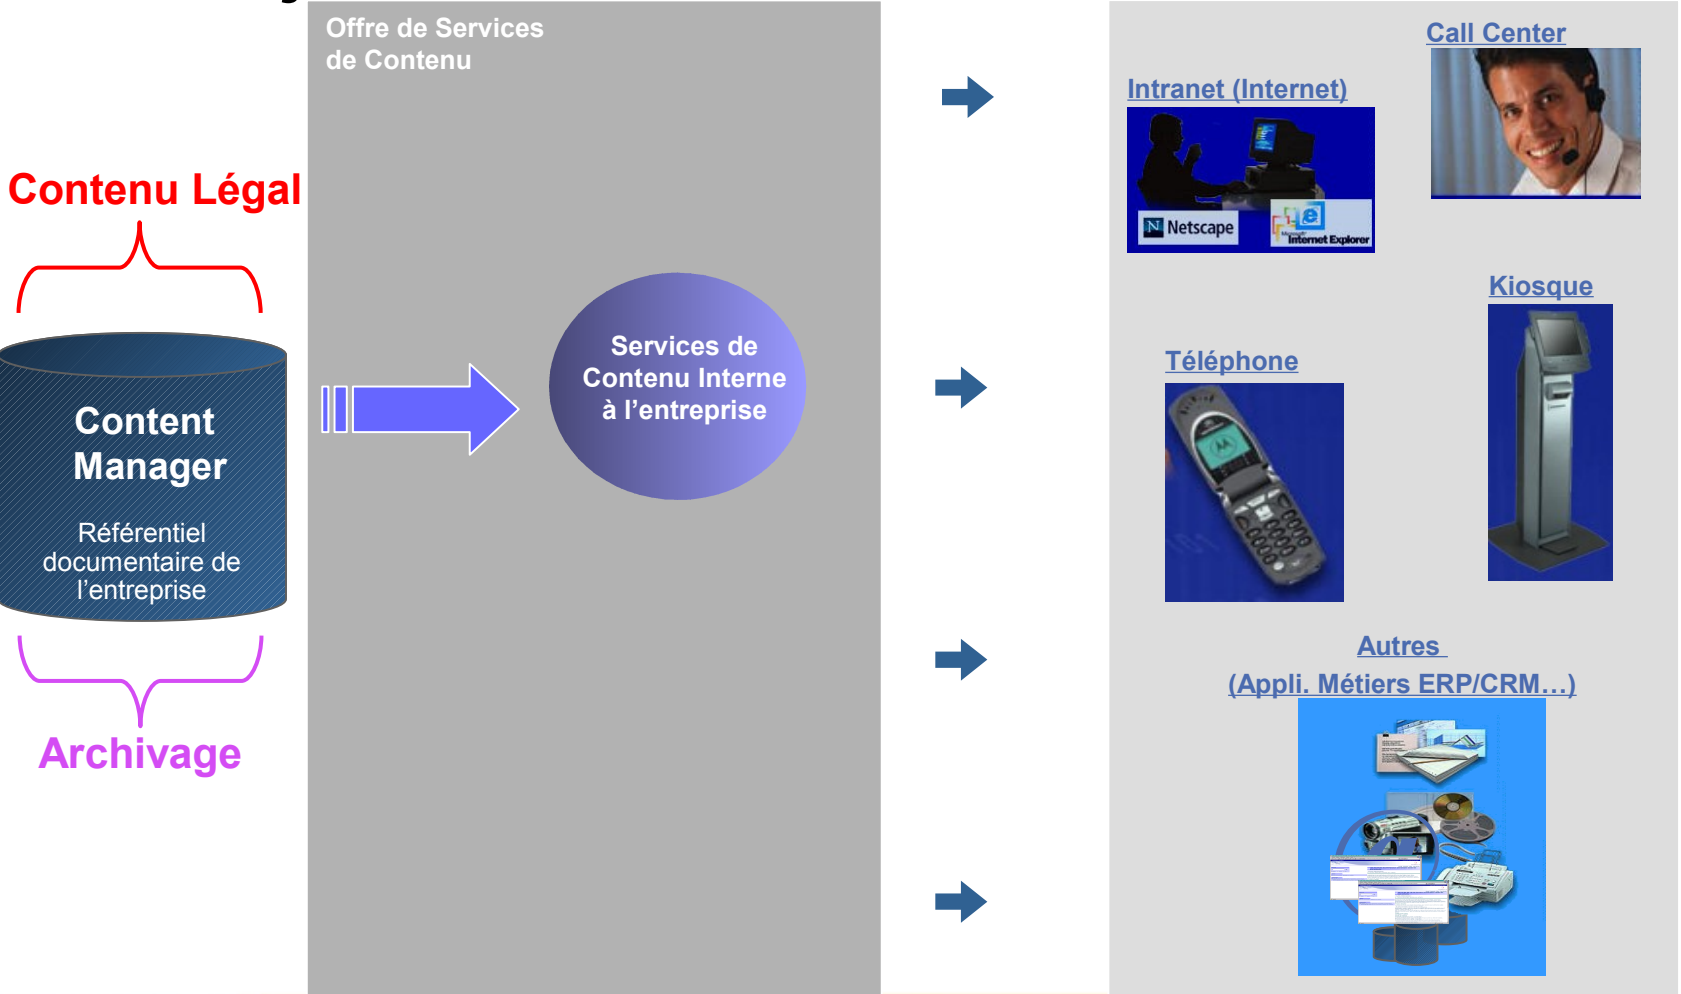 Offre de Services
de Contenu
Contenu Légal
Content
Manager
Référentiel
documentaire de
l’entreprise
Archivage
Services de
Contenu Interne
à l’entreprise
Call Center
Intranet (Internet)
Netscape
Microsoft
Internet Explorer
Kiosque
Téléphone
Autres
(Appli. Métiers ERP/CRM…)